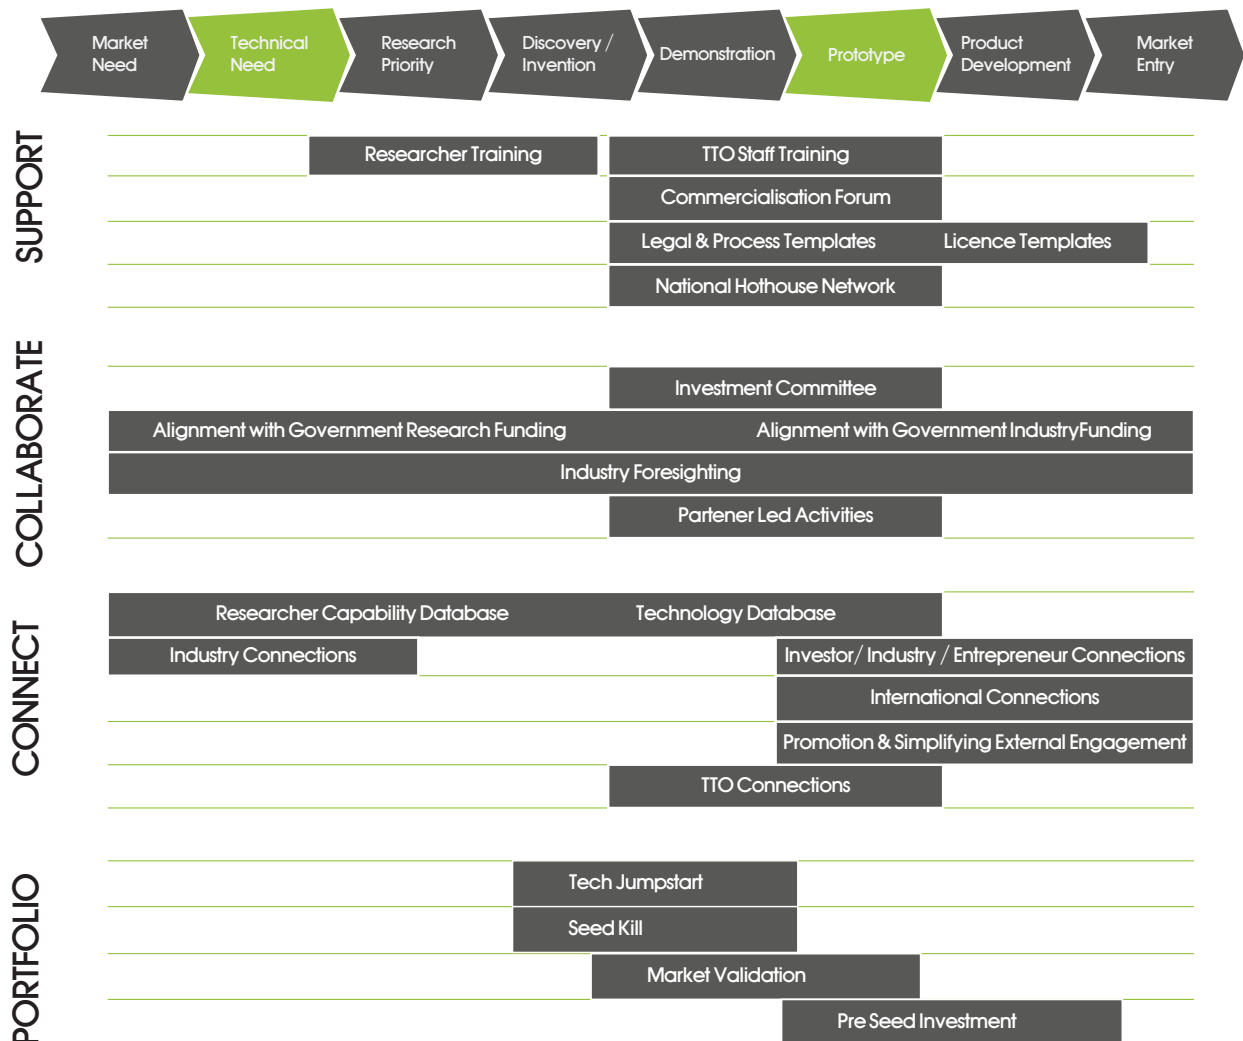 Market
Need
Technical
Need
Research
Priority
Discovery /
Invention
Demonstration
Prototype
Product
Development
Market
Entry
SUPPORT
Researcher Training
TTO Staff Training
Commercialisation Forum
Legal & Process Templates
Licence Templates
National Hothouse Network
COLLABORATE
Investment Committee
Alignment with Government Research Funding
Alignment with Government IndustryFunding
Industry Foresighting
Partener Led Activities
CONNECT
Researcher Capability Database
Technology Database
Industry Connections
Investor/ Industry / Entrepreneur Connections
International Connections
Promotion & Simplifying External Engagement
TTO Connections
PORTFOLIO
Tech Jumpstart
Seed Kill
Market Validation
Pre Seed Investment